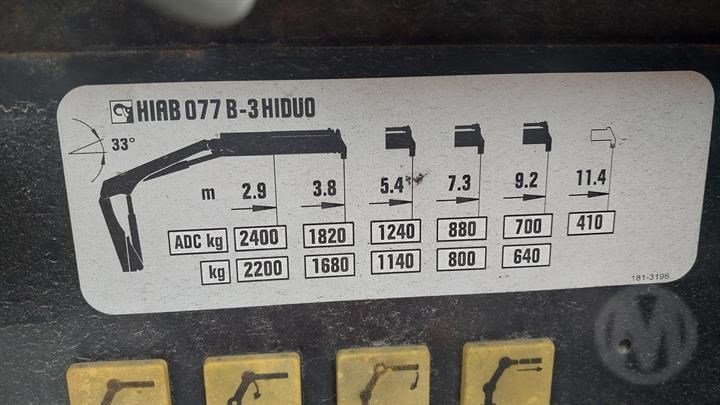 HIAB 077 B-3 HIDUO
33°
m 2.9 3.8 5.4 7.3 9.2 11.4
ADC kg 2400 1820 1240 880 700 410
kg 2200 1680 1140 800 640
181-3196
M